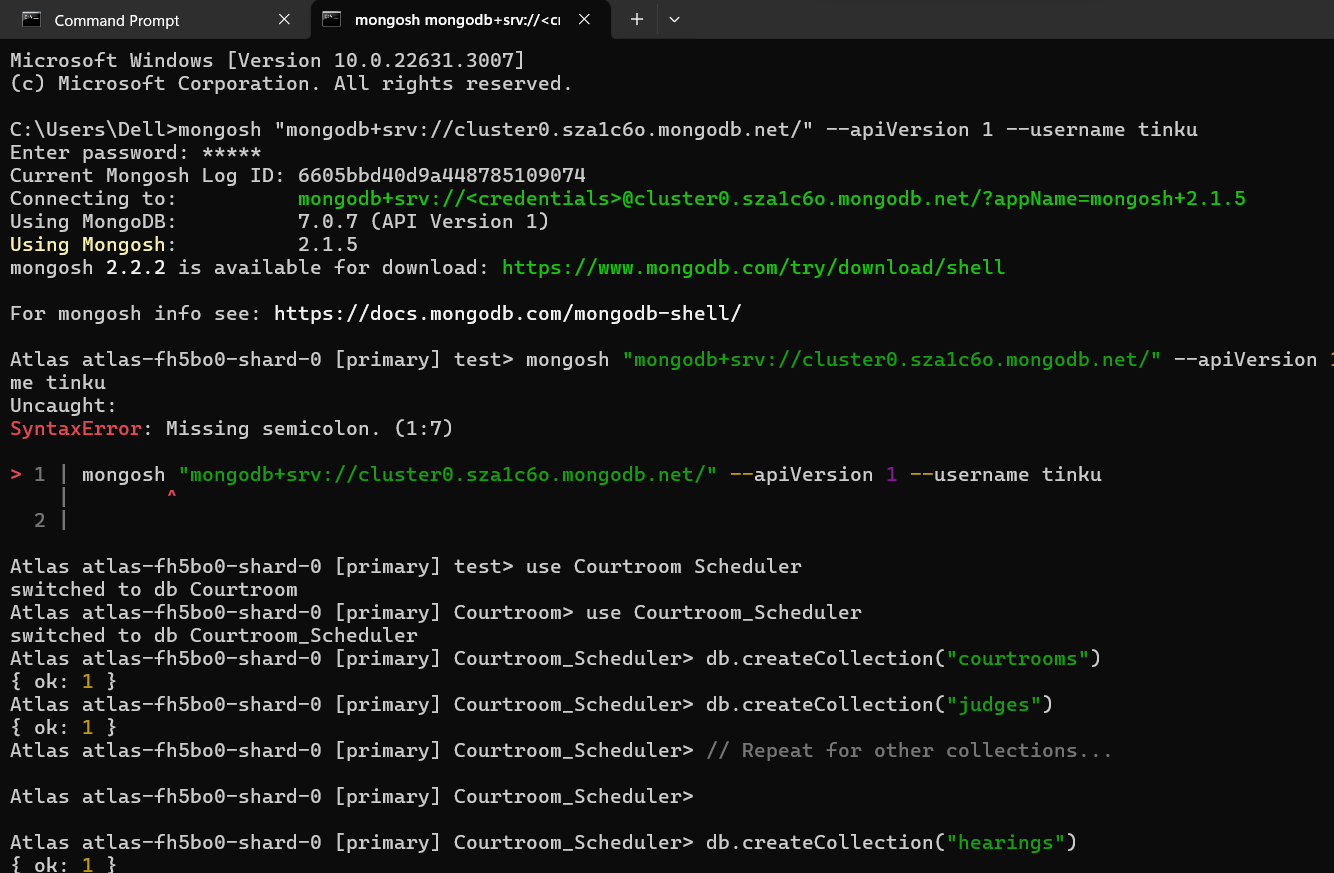 Command Prompt
mongosh mongodb+srv://<cr
Microsoft Windows [Version 10.0.22631.3007]
(c) Microsoft Corporation. All rights reserved.
C:\Users\Dell>mongosh "mongodb+srv://cluster0.sza1c6o.mongodb.net/" --apiVersion 1 --username tinku
Enter password: *****
Current Mongosh Log ID: 6605bbd40d9a448785109074
Connecting to: mongodb+srv://<credentials>@cluster0.sza1c6o.mongodb.net/?appName=mongosh+2.1.5
Using MongoDB: 7.0.7 (API Version 1)
Using Mongosh: 2.1.5
mongosh 2.2.2 is available for download: https://www.mongodb.com/try/download/shell
For mongosh info see: https://docs.mongodb.com/mongodb-shell/
Atlas atlas-fh5bo0-shard-0 [primary] test> mongosh "mongodb+srv://cluster0.sza1c6o.mongodb.net/" --apiVersion 1
me tinku
Uncaught:
SyntaxError: Missing semicolon. (1:7)
> 1 | mongosh "mongodb+srv://cluster0.sza1c6o.mongodb.net/" --apiVersion 1 --username tinku
| ^
2 |
Atlas atlas-fh5bo0-shard-0 [primary] test> use Courtroom Scheduler
switched to db Courtroom
Atlas atlas-fh5bo0-shard-0 [primary] Courtroom> use Courtroom_Scheduler
switched to db Courtroom_Scheduler
Atlas atlas-fh5bo0-shard-0 [primary] Courtroom_Scheduler> db.createCollection("courtrooms")
{ ok: 1 }
Atlas atlas-fh5bo0-shard-0 [primary] Courtroom_Scheduler> db.createCollection("judges")
{ ok: 1 }
Atlas atlas-fh5bo0-shard-0 [primary] Courtroom_Scheduler> // Repeat for other collections...
Atlas atlas-fh5bo0-shard-0 [primary] Courtroom_Scheduler>
Atlas atlas-fh5bo0-shard-0 [primary] Courtroom_Scheduler> db.createCollection("hearings")
{ ok: 1 }